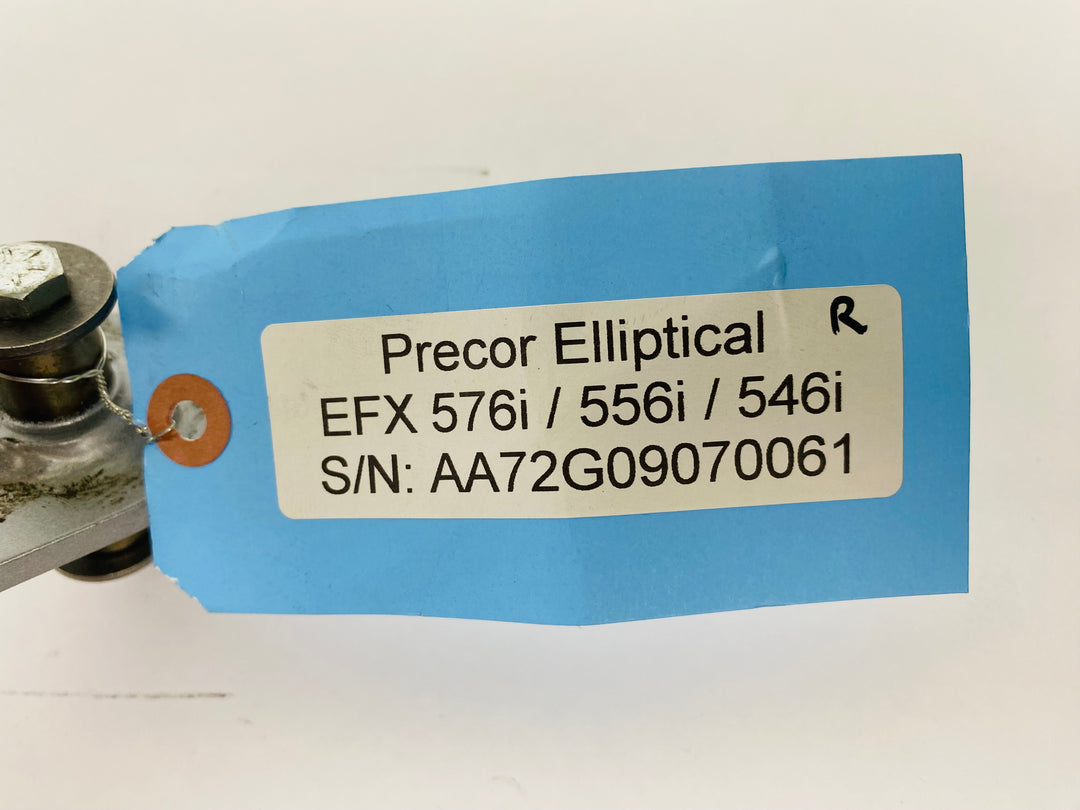 Precor Elliptical R
EFX 576i / 556i / 546i
S/N: AA72G09070061